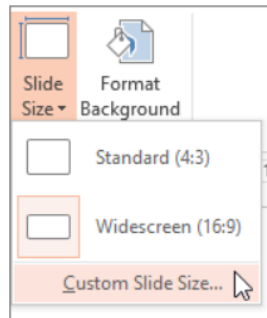 Slide Size
Format Background
Standard (4:3)
Widescreen (16:9)
Custom Slide Size...